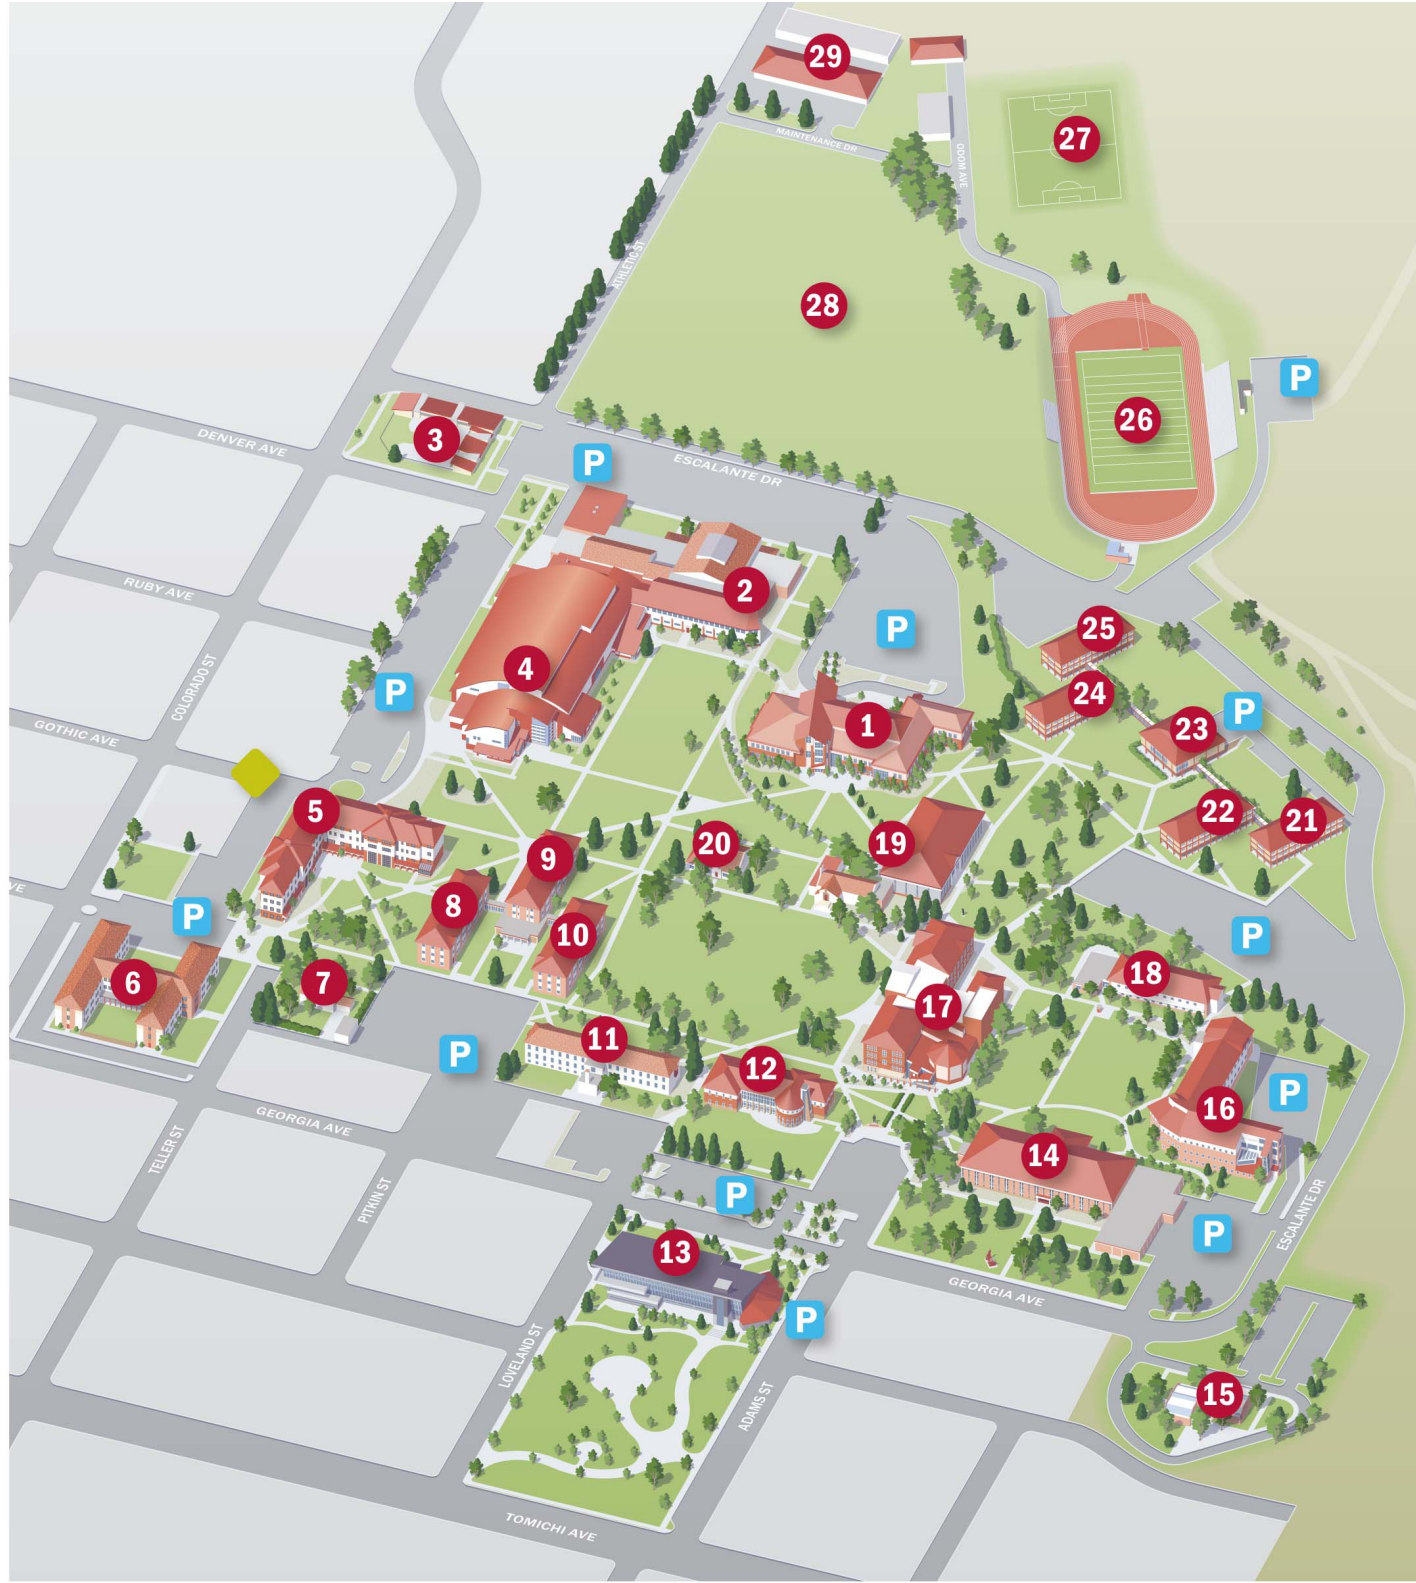 29
27
MAINTENANCE DR
ODOM AVE
ATHLETIC ST
28
P
26
3
DENVER AVE
P
ESCALANTE DR
2
RUBY AVE
P
25
4
COLORADO ST
P
24
1
P
23
GOTHIC AVE
5
22
21
9
20
19
AVE
8
P
10
P
6
7
18
17
11
P
12
P
16
GEORGIA AVE
TELLER ST
14
PITKIN ST
P
P
ESCALANTE DR
13
GEORGIA AVE
P
LOVELAND ST
ADAMS ST
15
TOMICHI AVE